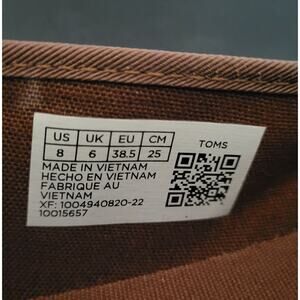 US UK EU CM
8 6 38.5 25
TOMS
MADE IN VIETNAM
HECHO EN VIETNAM
FABRIQUE AU
VIETNAM
XF: 1004940820-22
10015657